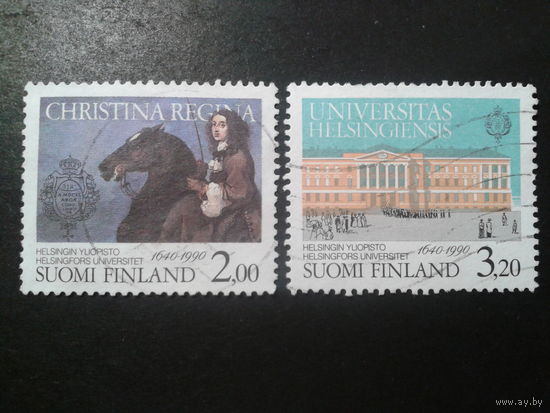 CHRISTINA REGINA
HELSINGIN YLIOPISTO
HELSINGFORS UNIVERSITET
1640-1990
SUOMI FINLAND
2,00
UNIVERSITAS
HELSINGIENSIS
HELSINGIN YLIOPISTO
HELSINGFORS UNIVERSITET
1640-1990
SUOMI FINLAND
3,20
www.ay.by